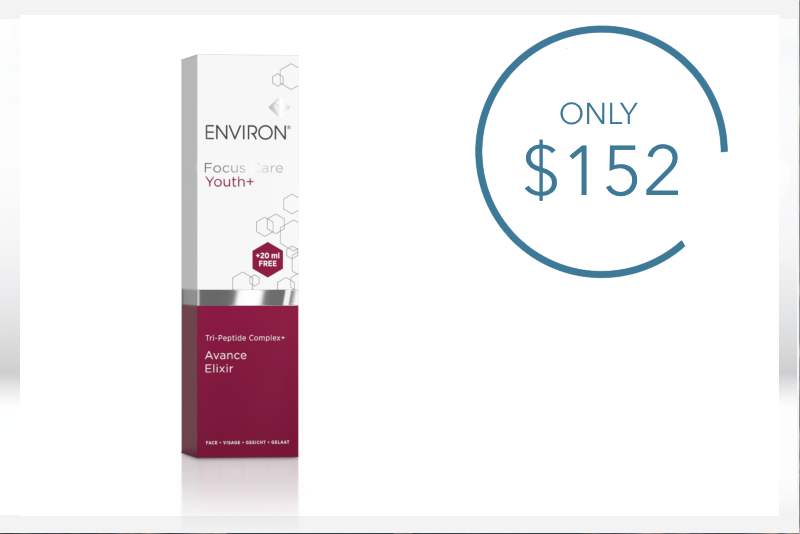 ENVIRON®
Focus Care
Youth+
+20 ml
FREE
Tri-Peptide Complex+
Avance
Elixir
FACE • VISAGE • GESICHT • GELAAT
ONLY
$152